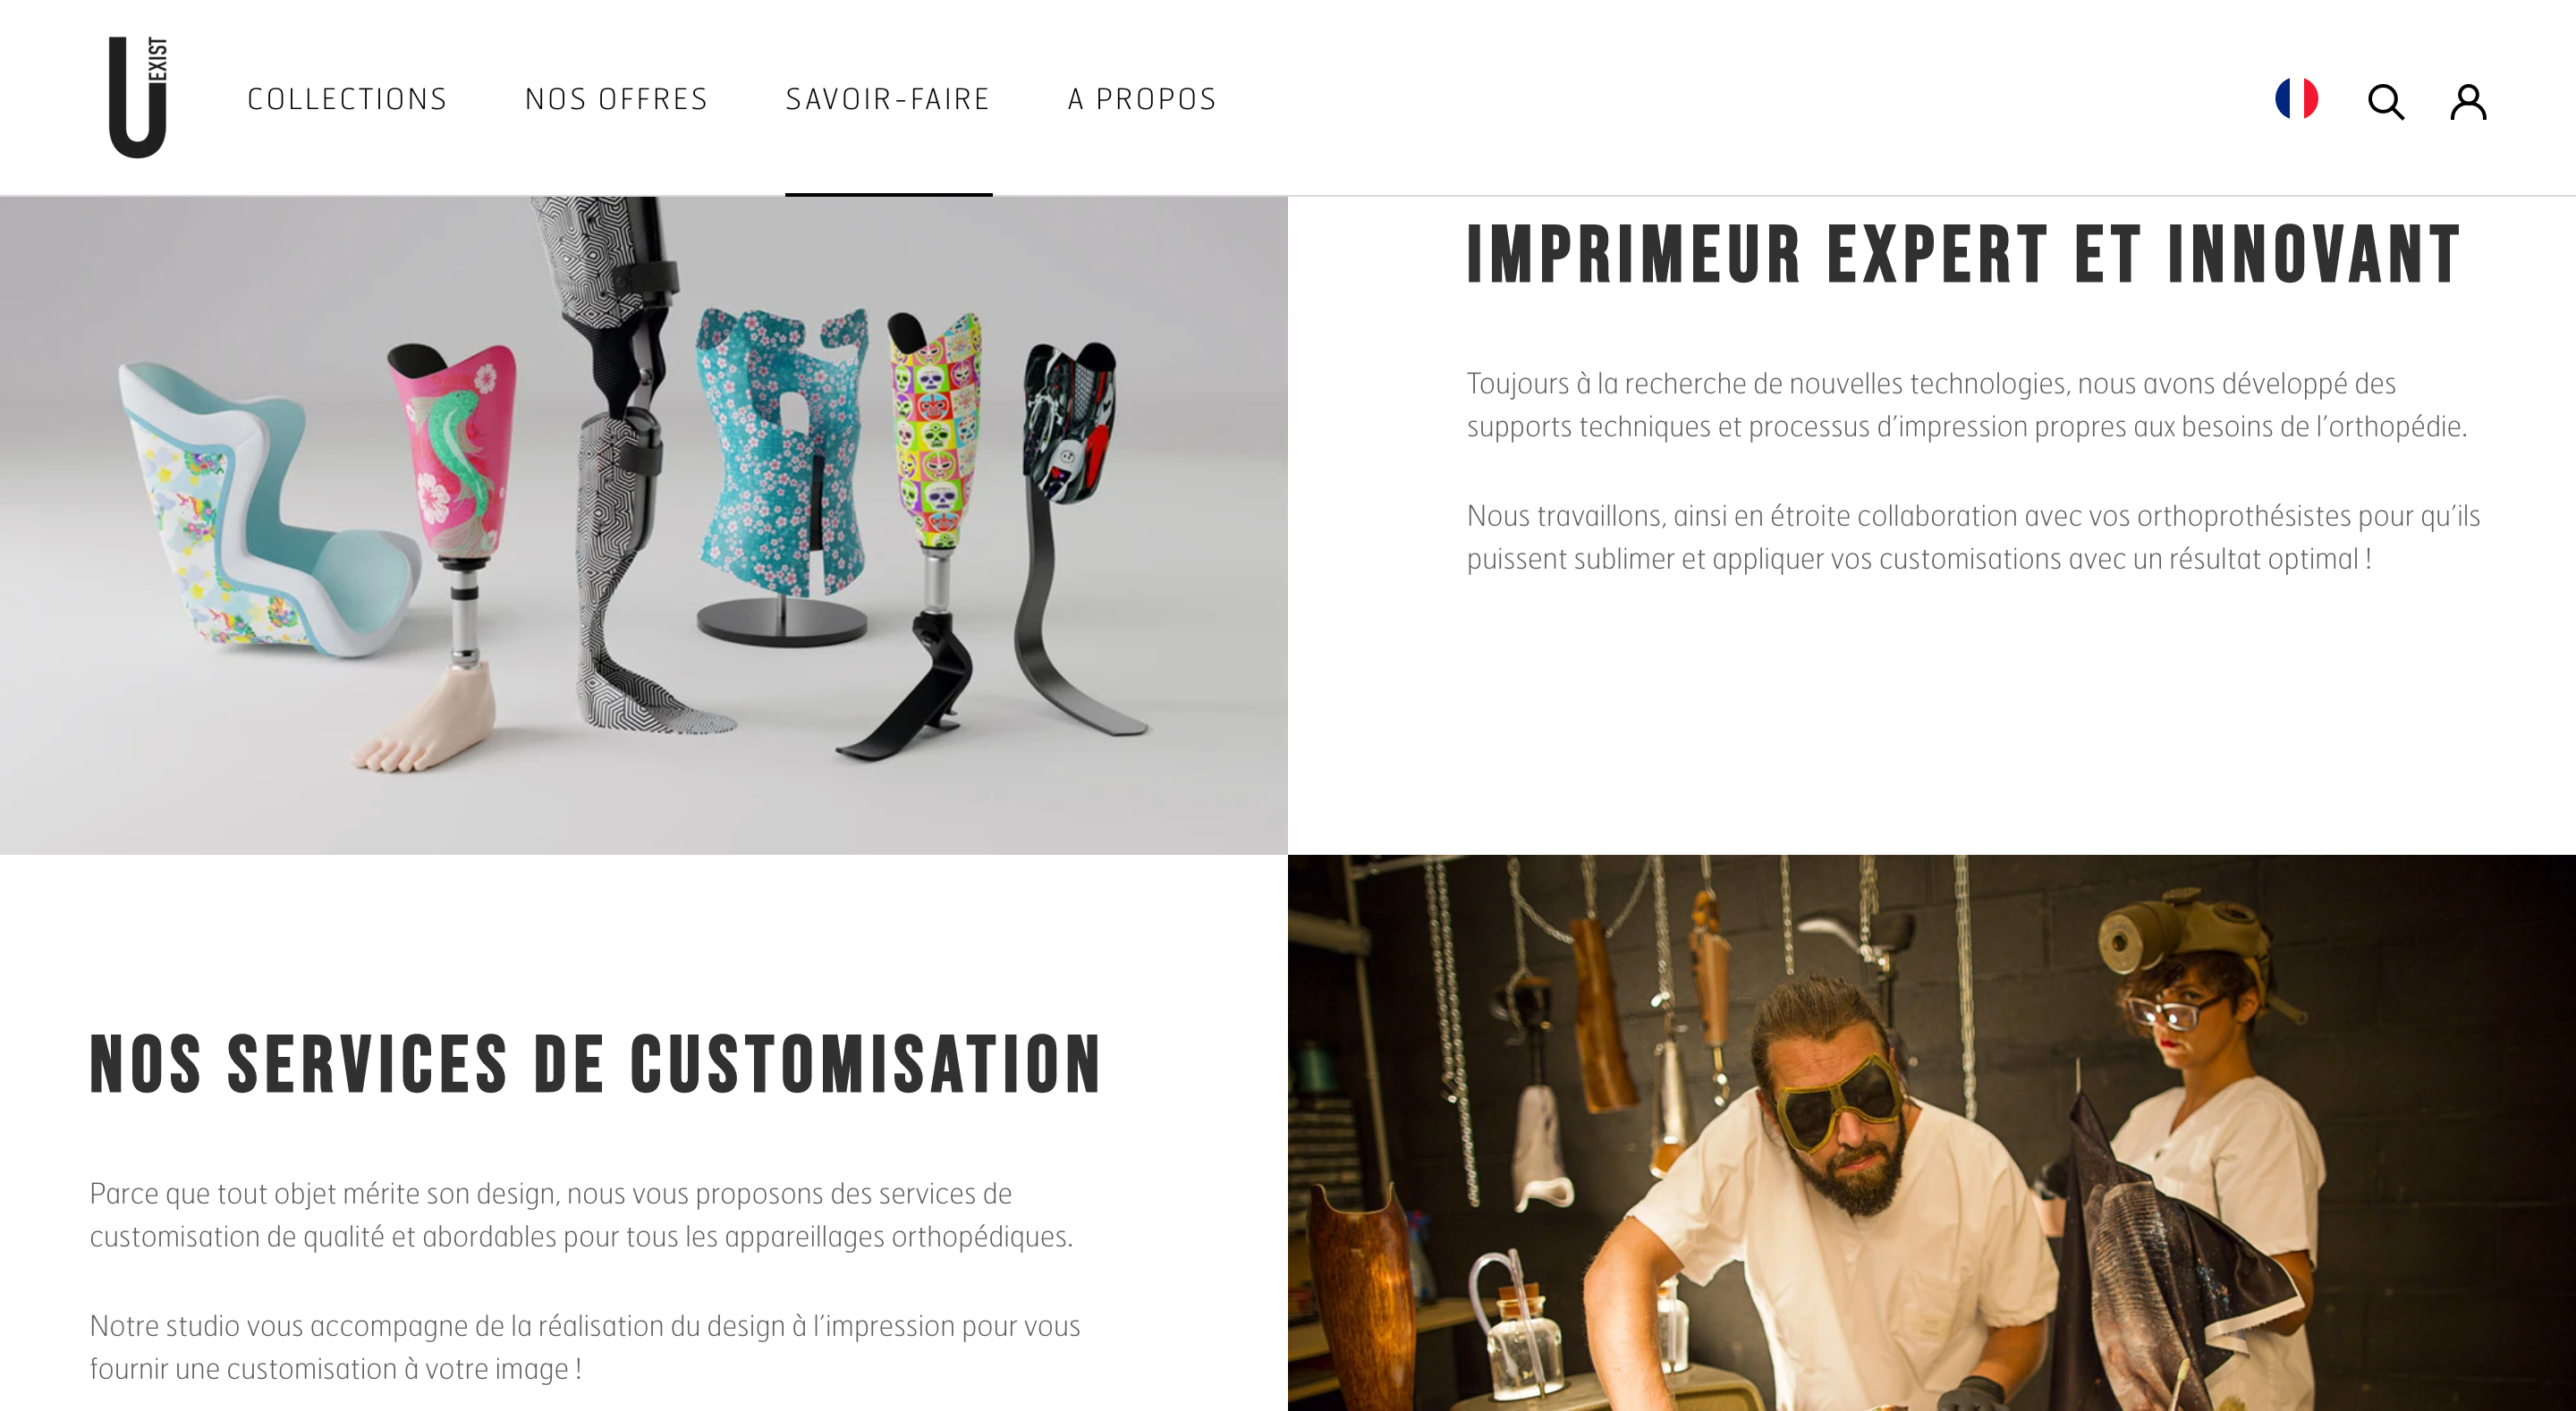 U EXIST
COLLECTIONS
NOS OFFRES
SAVOIR-FAIRE
A PROPOS
IMPRIMEUR EXPERT ET INNOVANT
Toujours à la recherche de nouvelles technologies, nous avons développé des
supports techniques et processus d’impression propres aux besoins de l’orthopédie.
Nous travaillons, ainsi en étroite collaboration avec vos orthoprothésistes pour qu’ils
puissent sublimer et appliquer vos customisations avec un résultat optimal !
NOS SERVICES DE CUSTOMISATION
Parce que tout objet mérite son design, nous vous proposons des services de
customisation de qualité et abordables pour tous les appareillages orthopédiques.
Notre studio vous accompagne de la réalisation du design à l’impression pour vous
fournir une customisation à votre image !